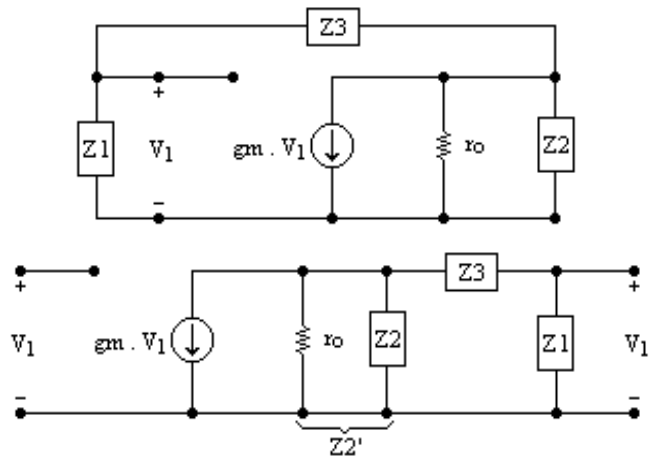 Z3
+
Z1
V1
gm . V1
ro
Z2
-
Z3
+
+
V1
gm . V1
ro
Z2
Z1
V1
-
-
Z2'